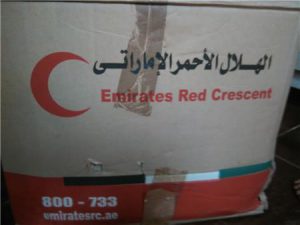 الهلال الأحمر الإماراتي
Emirates Red Crescent
800 - 733
emiratesrc.ae